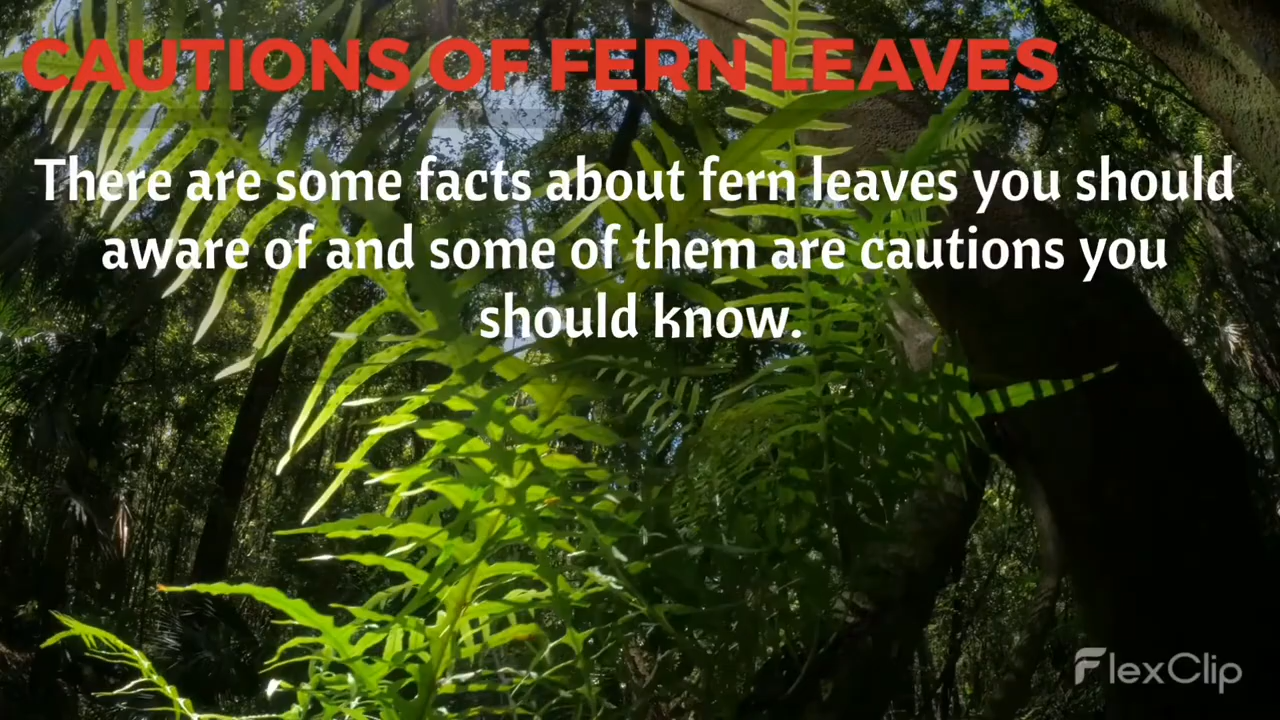 CAUTIONS OF FERN LEAVES
There are some facts about fern leaves you should
aware of and some of them are cautions you
should know.
FlexClip